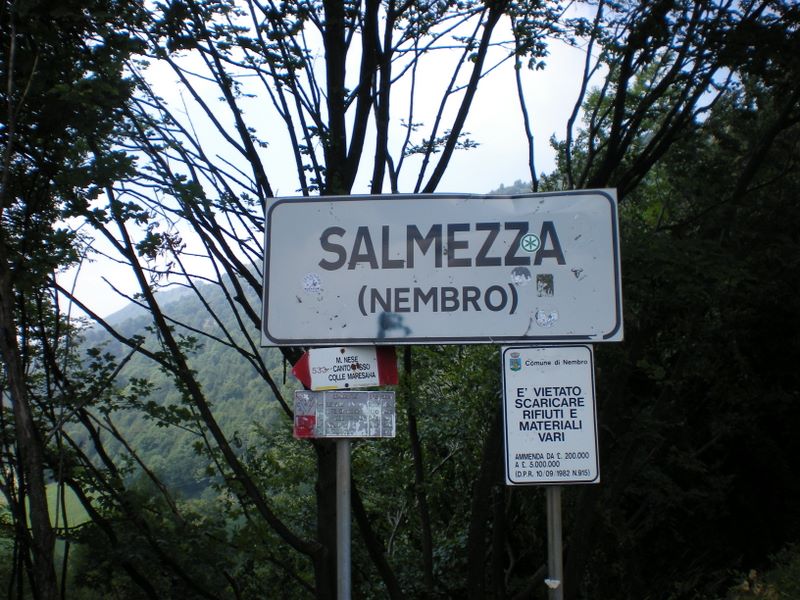 SALMEZZA
(NEMBRO)
M. NESE
533 CANTO BASSO
COLLE MARESANA
Comune di Nembro
E' VIETATO
SCARICARE
RIFIUTI E
MATERIALI
VARI
AMMENDA DA £. 200.000
A £. 5.000.000
(D.P.R. 10/09/1982 N.915)